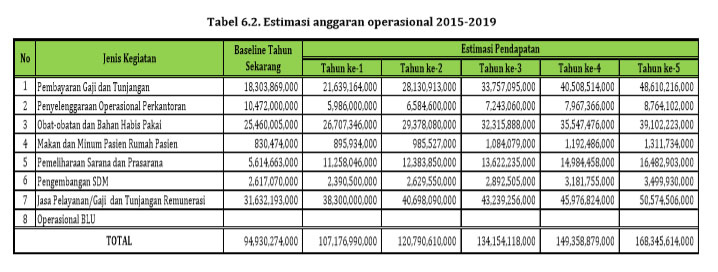 Tabel 6.2. Estimasi anggaran operasional 2015-2019
No Jenis Kegiatan Baseline Tahun Sekarang Estimasi Pendapatan
Tahun ke-1 Tahun ke-2 Tahun ke-3 Tahun ke-4 Tahun ke-5
1 Pembayaran Gaji dan Tunjangan 18.303.869,000 21,639,164,000 28,130,913,000 33,757,095,000 40,508,514,000 48,610,216,000
2 Penyelenggaraan Operasional Perkantoran 10,472,000,000 5,986,000,000 6,584,600,000 7,243,060,000 7,967,366,000 8,764,102,000
3 Obat-obatan dan Bahan Habis Pakai 25,460,005,000 26,707,346,000 29,378,080,000 32,315,888,000 35,547,476,000 39,102,223,000
4 Makan dan Minum Pasien Rumah Pasien 830,474,000 895,934,000 985,527,000 1,084,079,000 1,192,486,000 1,311,734,000
5 Pemeliharaan Sarana dan Prasarana 5,614,663,000 11,258,046,000 12,383,850,000 13,622,235,000 14,984,458,000 16,482,903,000
6 Pengembangan SDM 2,617,070,000 2,390,500,000 2,629,550,000 2,892,505,000 3,181,755,000 3,499,930,000
7 Jasa Pelayanan/Gaji dan Tunjangan Remunerasi 31,632,193,000 38,300,000,000 40,698,090,000 43,239,256,000 45,976,824,000 50,574,506,000
8 Operasional BLU
TOTAL 94,930,274,000 107,176,990,000 120,790,610,000 134,154,118,000 149,358,879,000 168,345,614,000